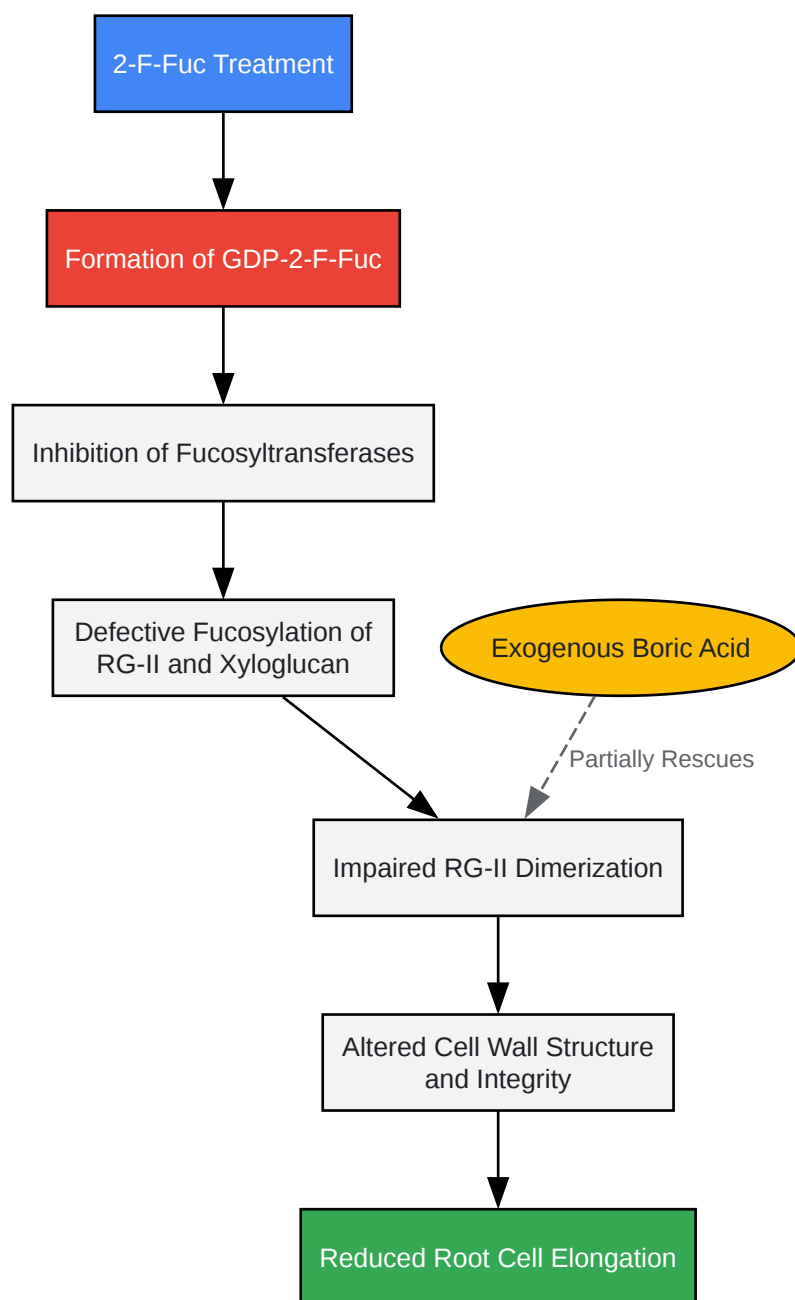 2-F-Fuc Treatment
Formation of GDP-2-F-Fuc
Inhibition of Fucosyltransferases
Defective Fucosylation of
RG-II and Xyloglucan
Exogenous Boric Acid
Partially Rescues
Impaired RG-II Dimerization
Altered Cell Wall Structure
and Integrity
Reduced Root Cell Elongation